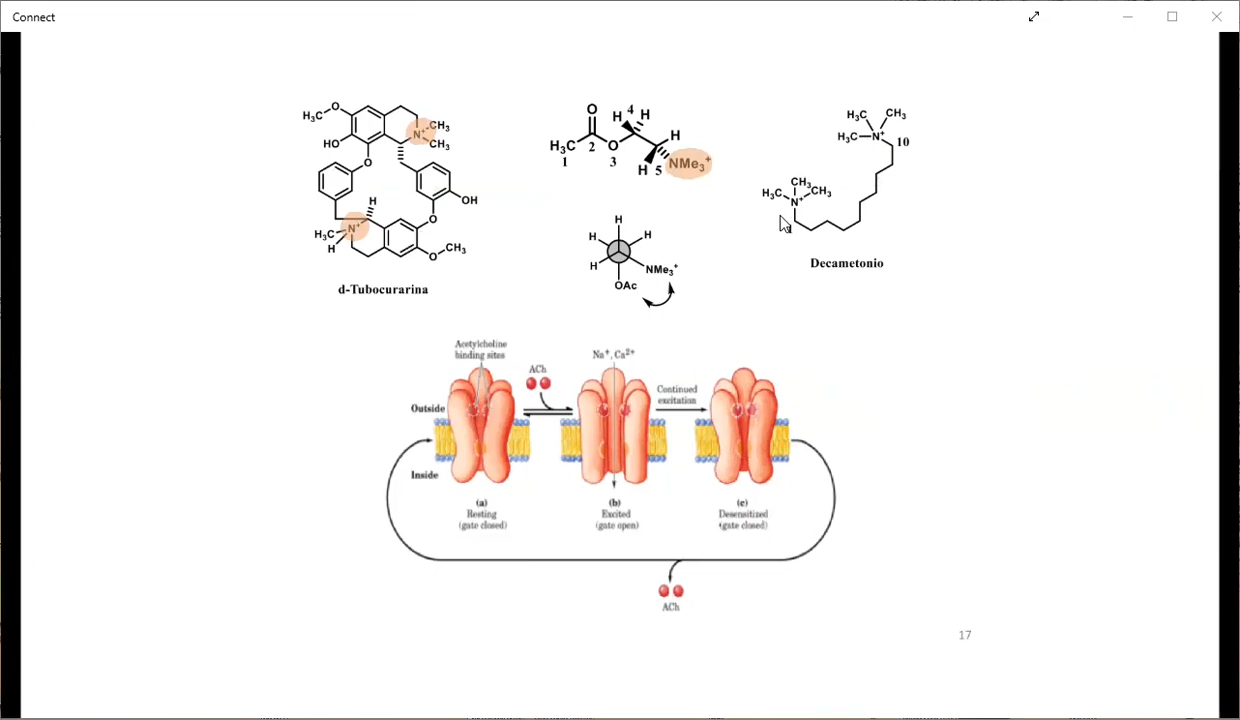 Connect
H₃C
O
HO
N⁺
CH₃
CH₃
O
OH
H
H₃C
N⁺
H
O
O
CH₃
d-Tubocurarina
O
H
4
H
H₃C
1
2
O
3
H
H
5
NMe₃⁺
H
H
H
H
NMe₃⁺
OAc
H₃C
CH₃
H₃C
N⁺
10
CH₃
H₃C
CH₃
N⁺
Decametonio
Acetylcholine
binding sites
ACh
Na⁺, Ca²⁺
Continued
excitation
Outside
Inside
(a)
Resting
(gate closed)
(b)
Excited
(gate open)
(c)
Desensitized
(gate closed)
ACh
17